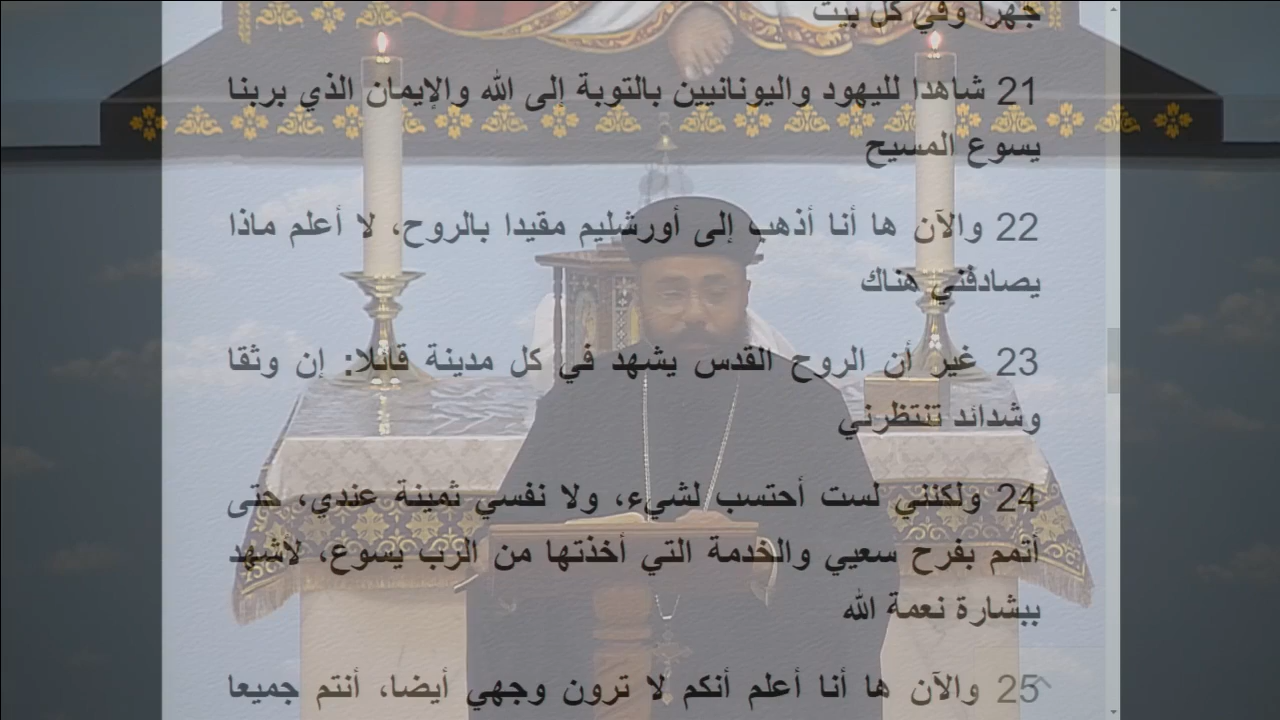 جهرا وفي كل بيت
21 شاهدا لليهود واليونانيين بالتوبة إلى الله والإيمان الذي بربنا
يسوع المسيح
22 والآن ها أنا أذهب إلى أورشليم مقيدا بالروح، لا أعلم ماذا
يصادفني هناك
23 غير أن الروح القدس يشهد في كل مدينة قائلا: إن وثقا
وشدائد تنتظرني
24 ولكنني لست أحتسب لشيء، ولا نفسي ثمينة عندي، حتى
أتمم بفرح سعيي والخدمة التي أخذتها من الرب يسوع، لاشهد
ببشارة نعمة الله
25 والآن ها أنا أعلم أنكم لا ترون وجهي أيضا، أنتم جميعا